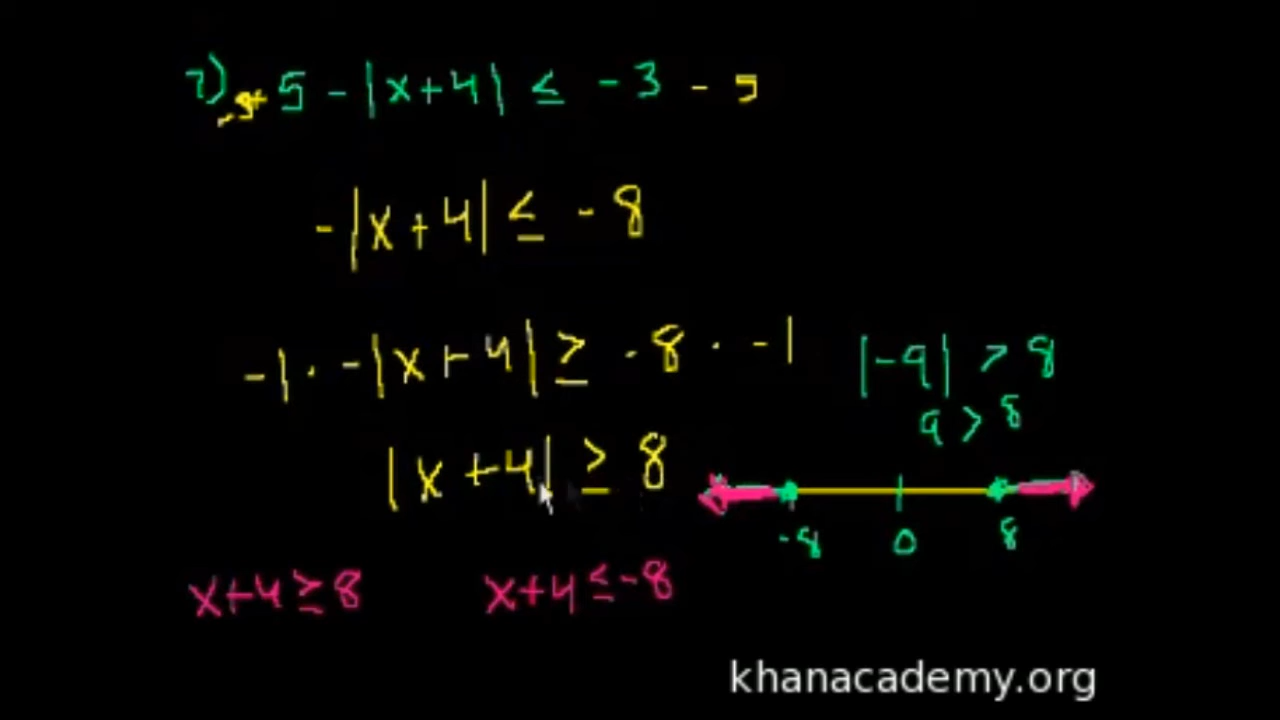 7) -5+ 5 - |x+4| ≤ -3 - 5
-|x+4| ≤ -8
-1 · -|x+4| ≥ -8 · -1
|-9| > 8
9 > 8
|x+4| ≥ 8
-8 0 8
x+4≥8 x+4≤-8
khanacademy.org